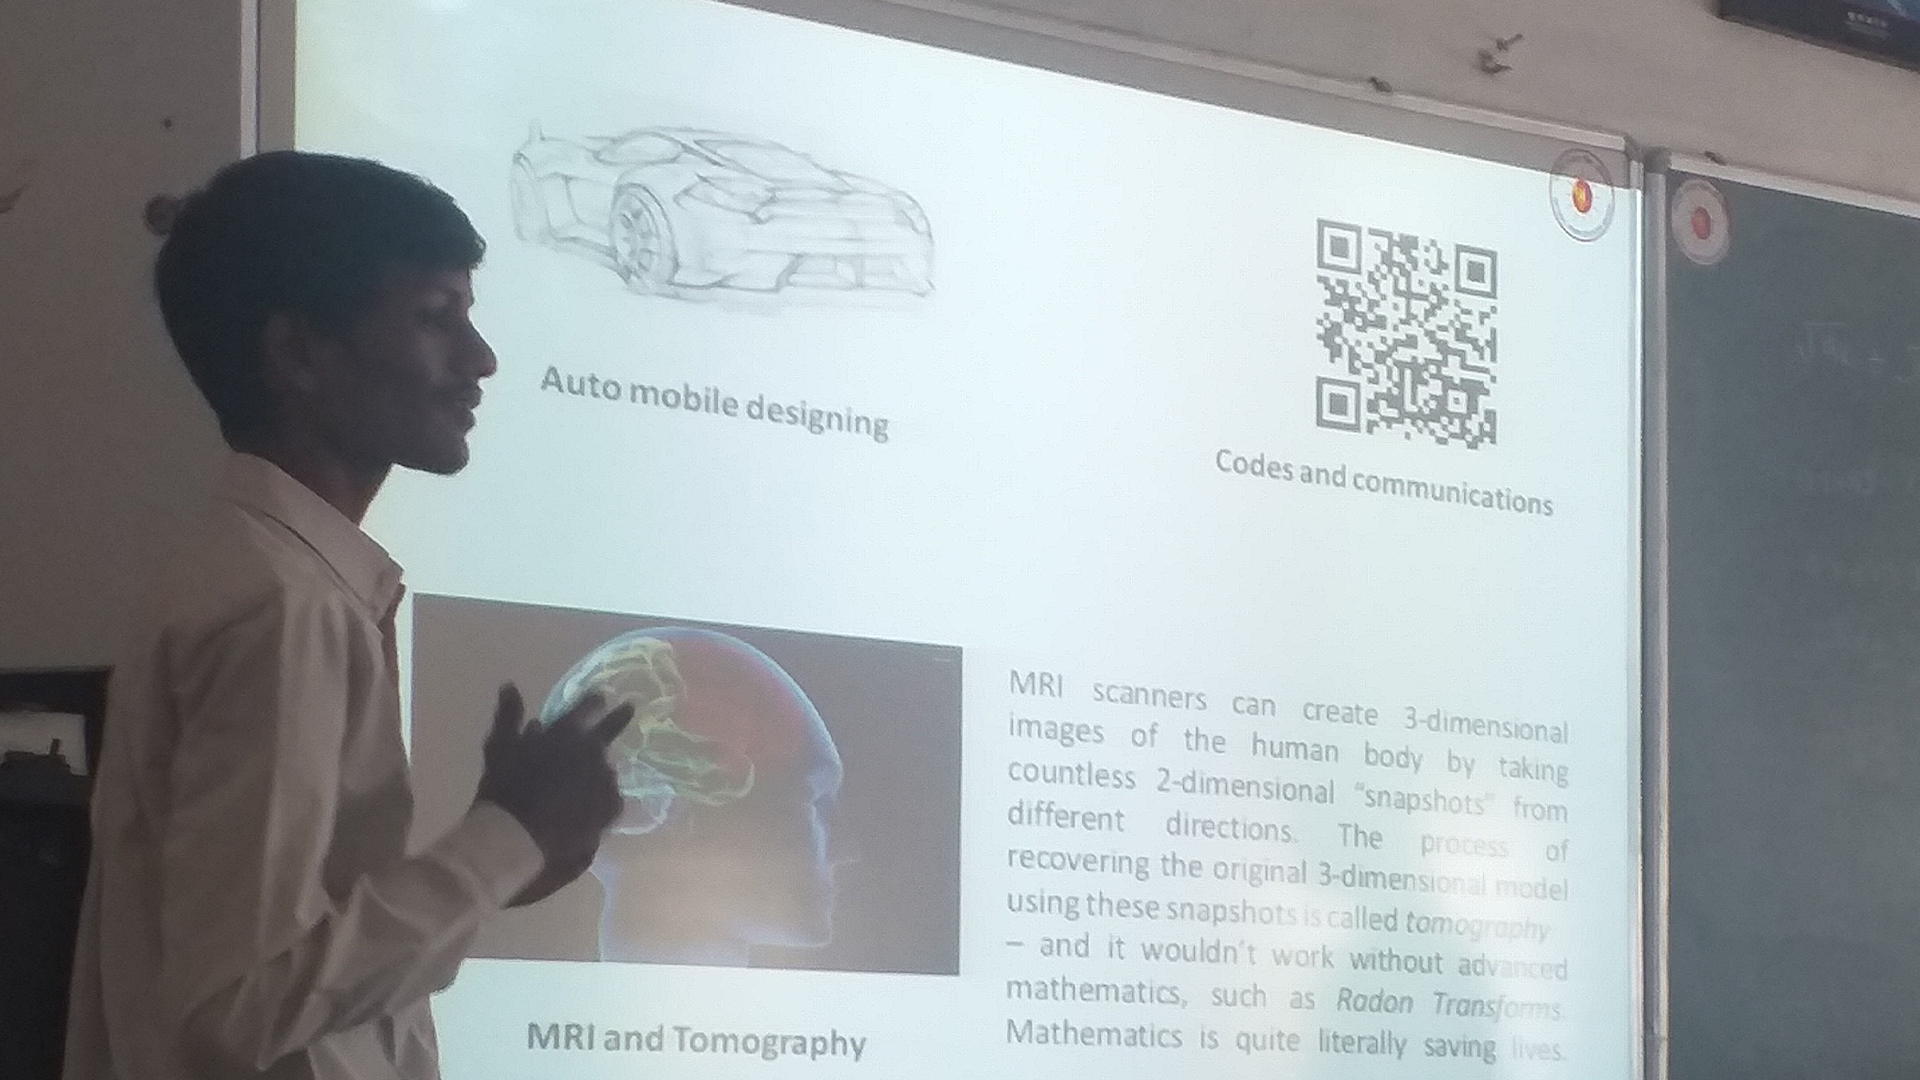 Auto mobile designing
Codes and communications
MRI scanners can create 3-dimensional
images of the human body by taking
countless 2-dimensional “snapshots” from
different directions. The process of
recovering the original 3-dimensional model
using these snapshots is called tomography
– and it wouldn’t work without advanced
mathematics, such as Radon Transforms.
Mathematics is quite literally saving lives.
MRI and Tomography